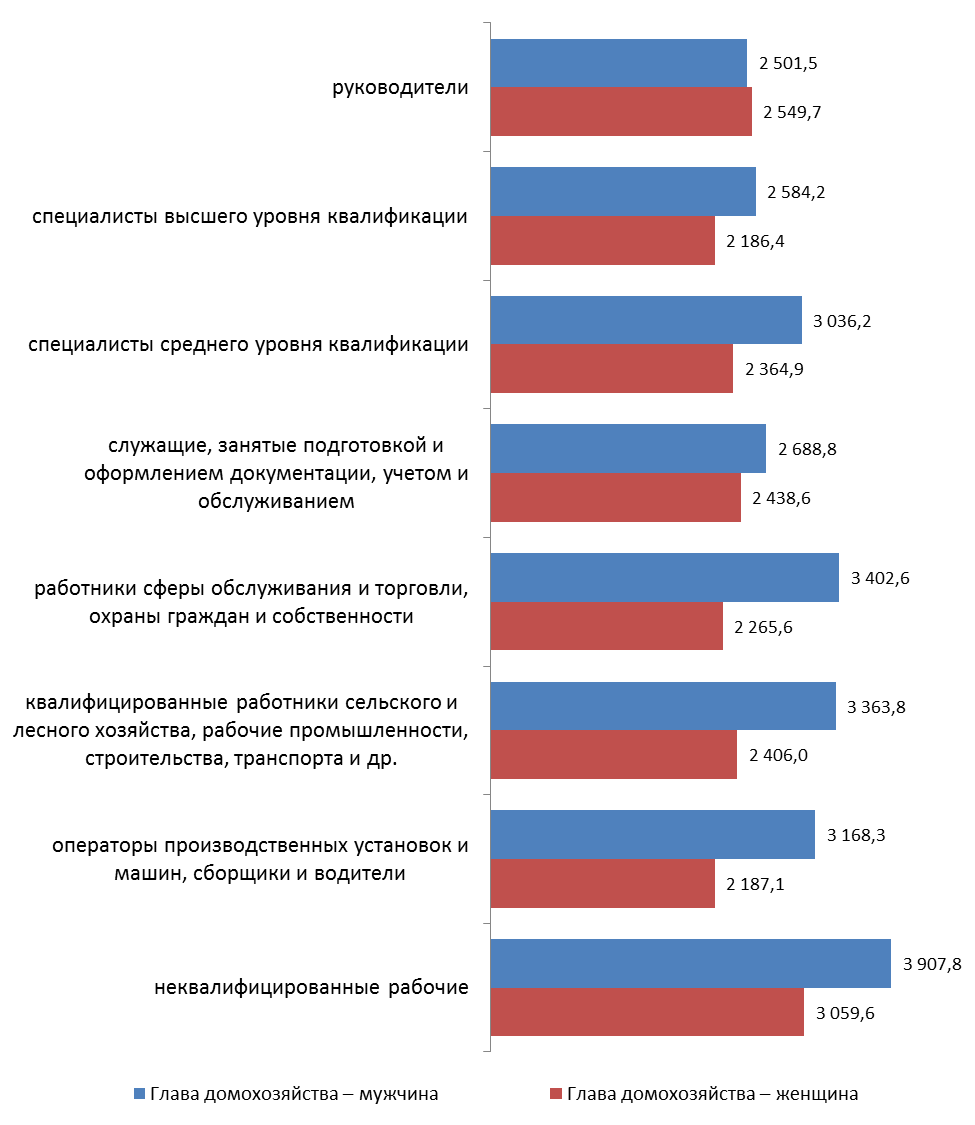 руководители
2 501,5
2 549,7
специалисты высшего уровня квалификации
2 584,2
2 186,4
специалисты среднего уровня квалификации
3 036,2
2 364,9
служащие, занятые подготовкой и
оформлением документации, учетом и
обслуживанием
2 688,8
2 438,6
работники сферы обслуживания и торговли,
охраны граждан и собственности
3 402,6
2 265,6
квалифицированные работники сельского и
лесного хозяйства, рабочие промышленности,
строительства, транспорта и др.
3 363,8
2 406,0
операторы производственных установок и
машин, сборщики и водители
3 168,3
2 187,1
неквалифицированные рабочие
3 907,8
3 059,6
Глава домохозяйства – мужчина
Глава домохозяйства – женщина